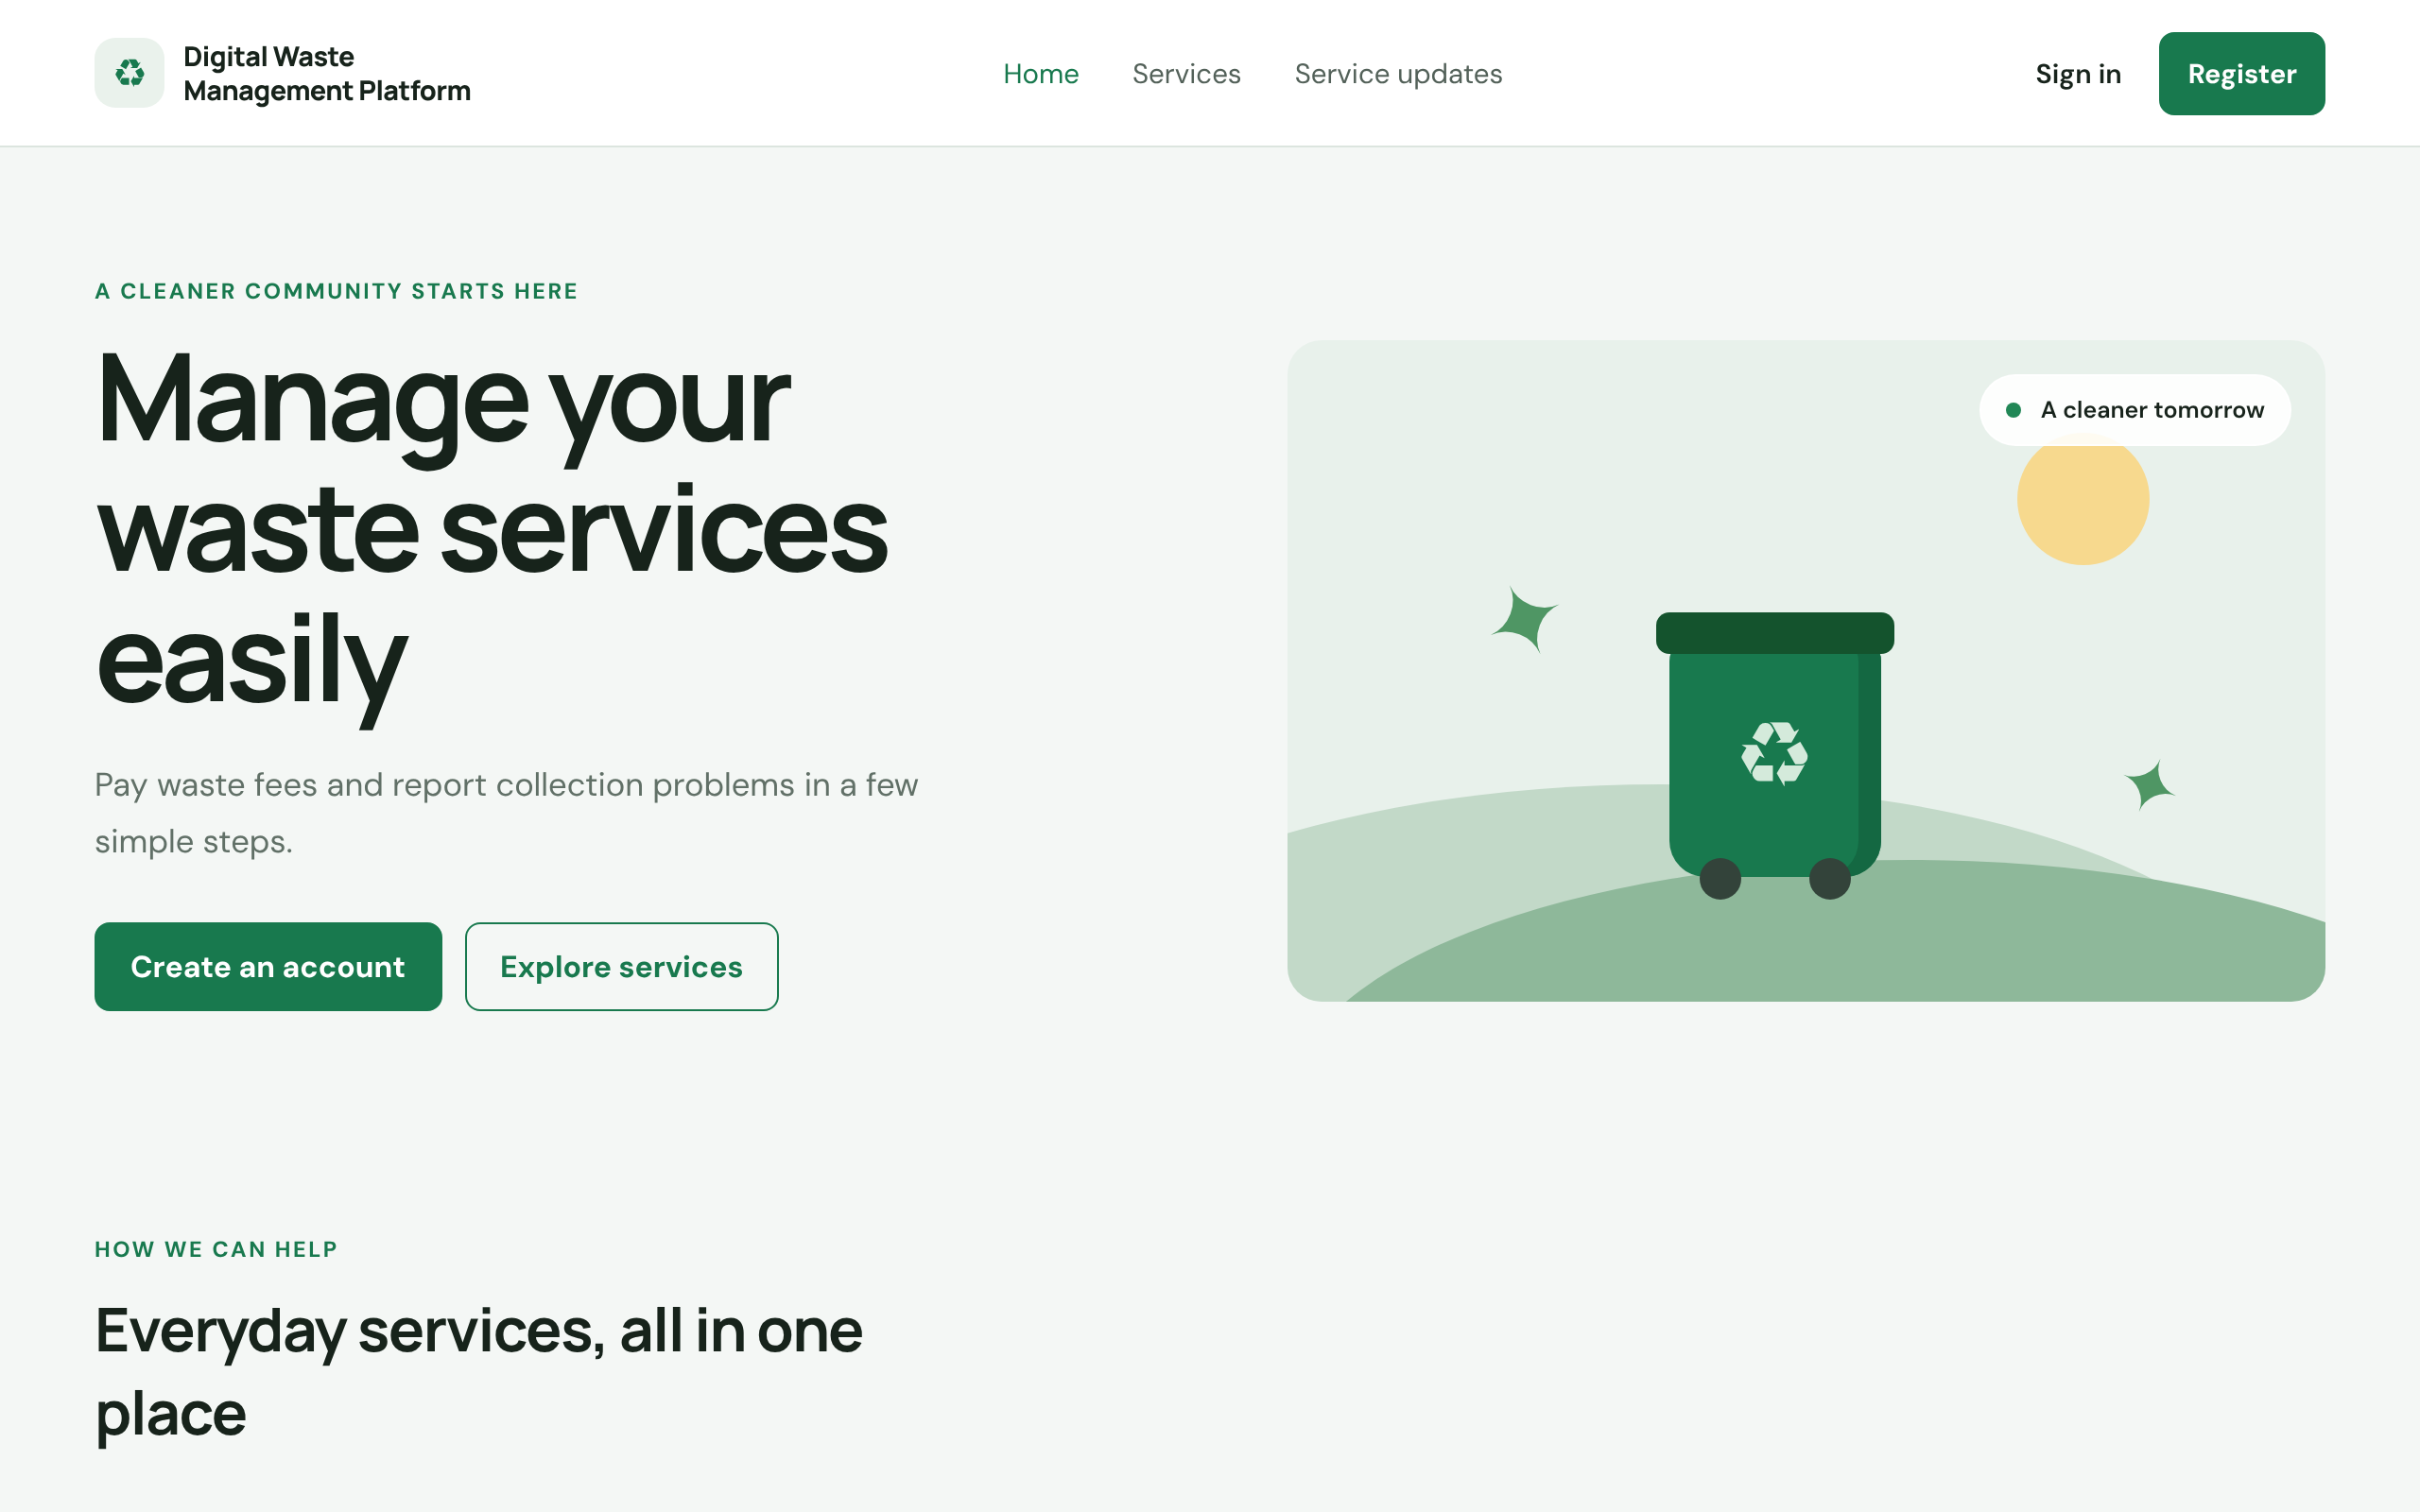 Digital Waste
Management Platform
Home
Services
Service updates
Sign in
Register
A CLEANER COMMUNITY STARTS HERE
Manage your
waste services
easily
Pay waste fees and report collection problems in a few
simple steps.
Create an account
Explore services
A cleaner tomorrow
HOW WE CAN HELP
Everyday services, all in one
place